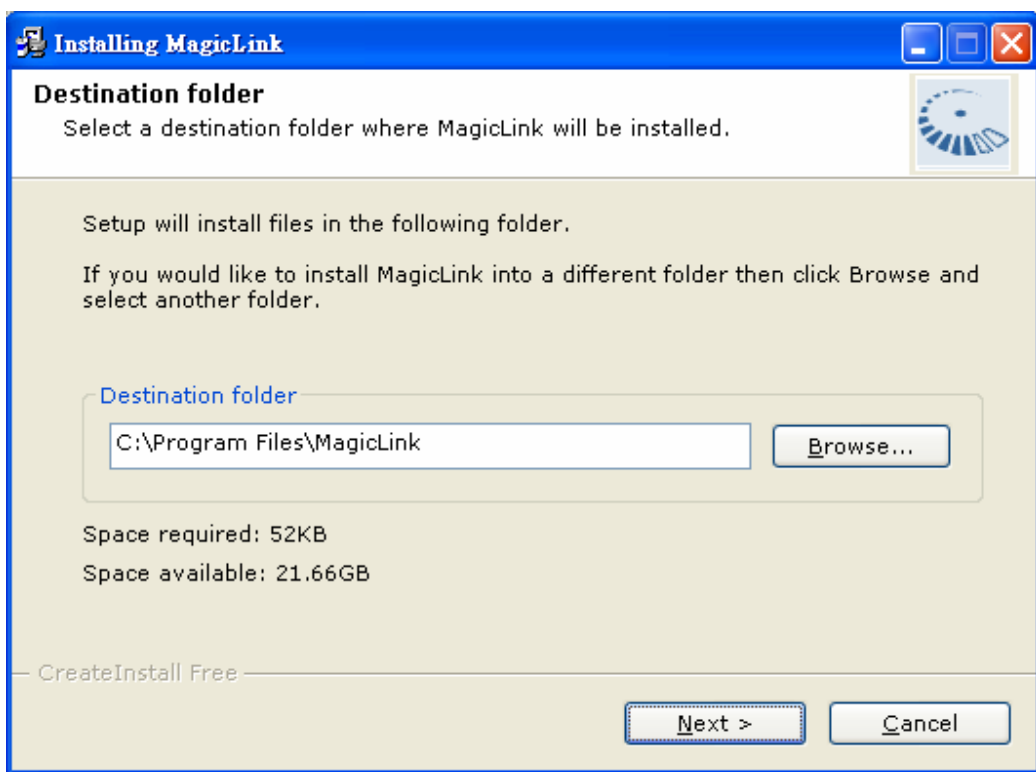 Installing MagicLink
Destination folder
Select a destination folder where MagicLink will be installed.
Setup will install files in the following folder.
If you would like to install MagicLink into a different folder then click Browse and
select another folder.
Destination folder
C:\Program Files\MagicLink
Browse...
Space required: 52KB
Space available: 21.66GB
CreateInstall Free
Next >
Cancel